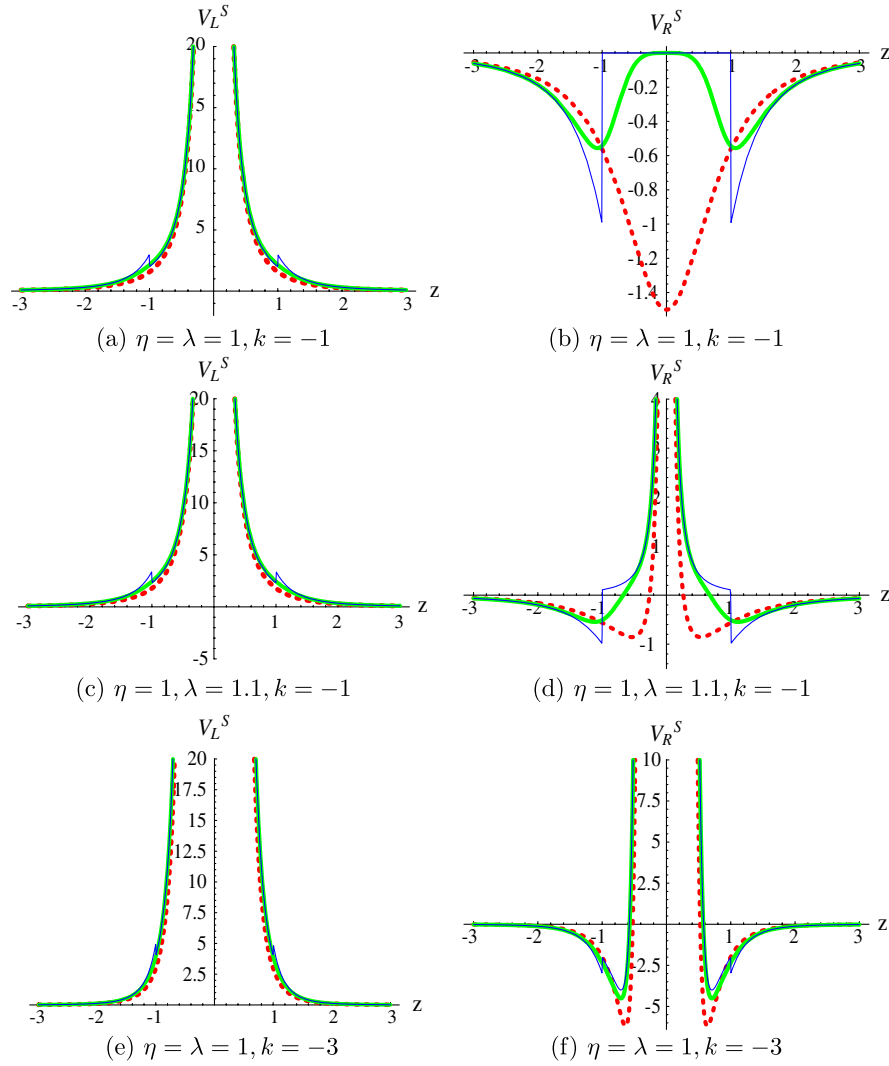 V_L^S
20
15
10
5
-3 -2 -1 1 2 3 z
(a) η = λ = 1, k = −1
V_R^S
-3 -2 -1 1 2 3 z
-0.2
-0.4
-0.6
-0.8
-1
-1.2
-1.4
(b) η = λ = 1, k = −1
V_L^S
20
15
10
5
-3 -2 -1 1 2 3 z
-5
(c) η = 1, λ = 1.1, k = −1
V_R^S
4
2
1
-3 -2 -1 1 2 3 z
-1
(d) η = 1, λ = 1.1, k = −1
V_L^S
20
17.5
15
12.5
10
7.5
5
2.5
-3 -2 -1 1 2 3 z
(e) η = λ = 1, k = −3
V_R^S
10
7.5
5
2.5
-3 -2 -1 1 2 3 z
-2.5
-5
(f) η = λ = 1, k = −3